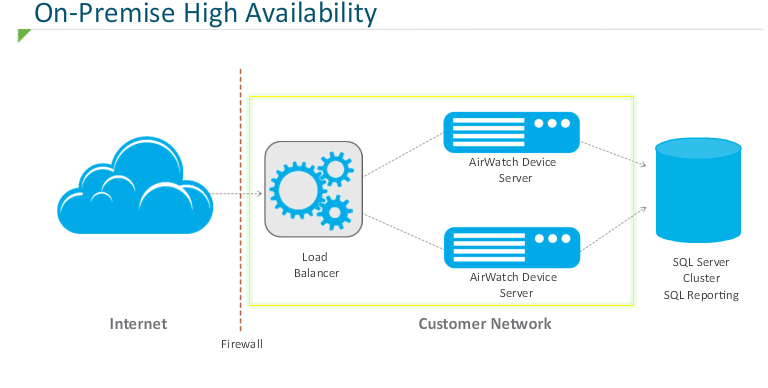 On-Premise High Availability
AirWatch Device
Server
Load
Balancer
AirWatch Device
Server
SQL Server
Cluster
SQL Reporting
Internet
Customer Network
Firewall